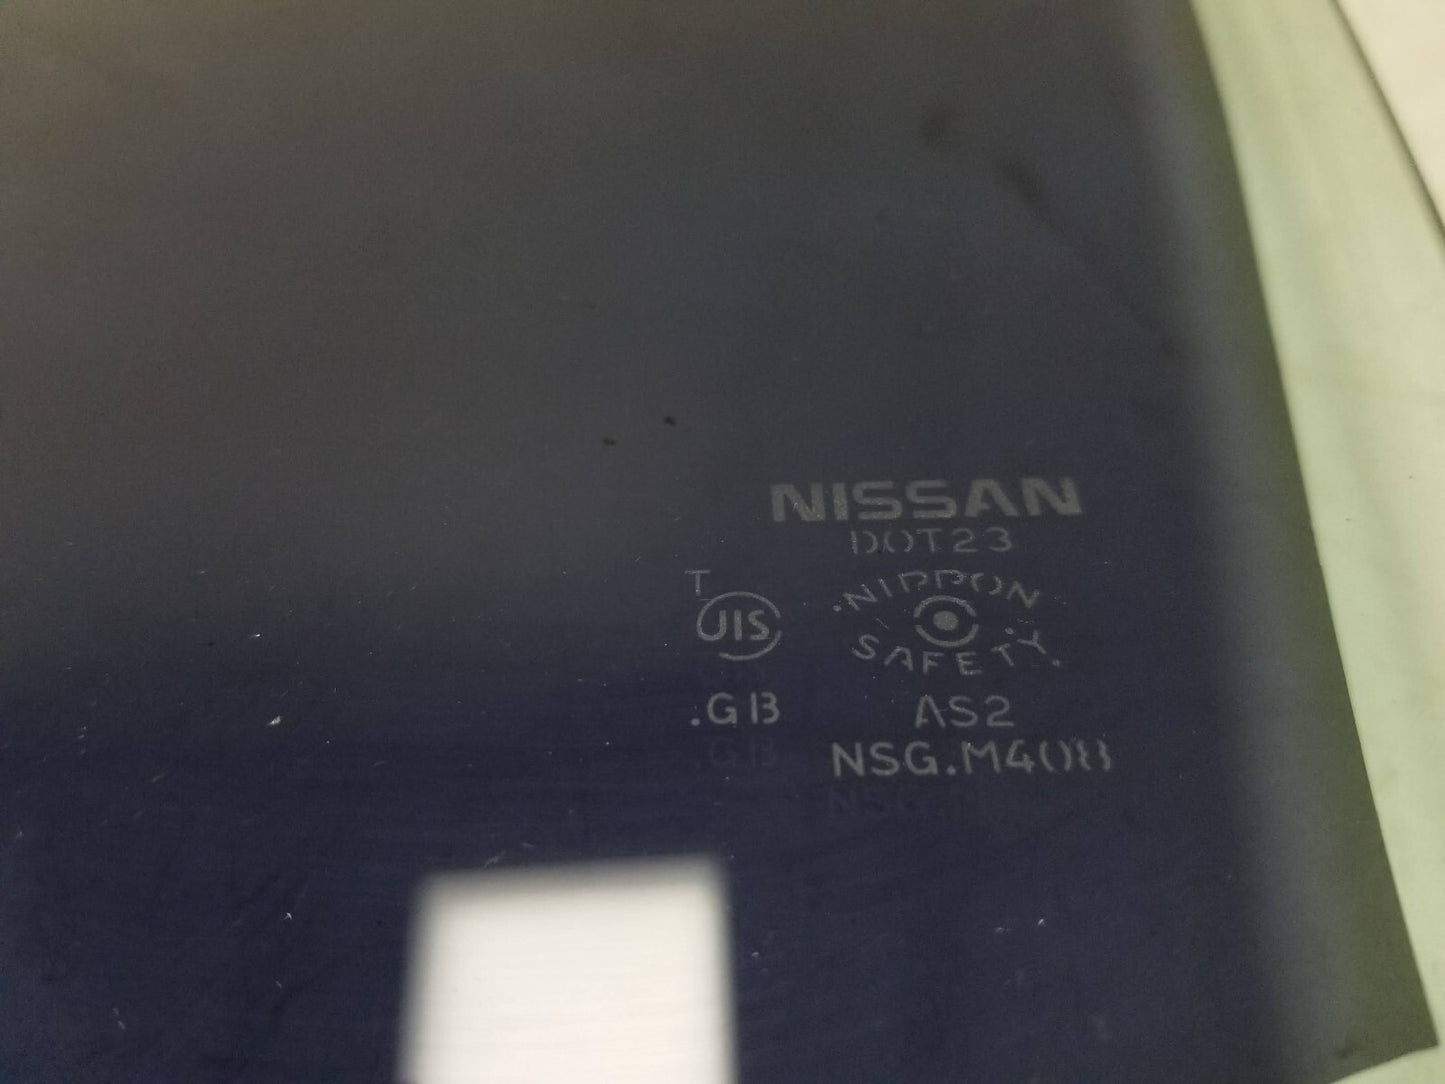 NISSAN
DOT23
T
JIS
NIPPON
SAFETY
.GB
AS2
NSG.M408